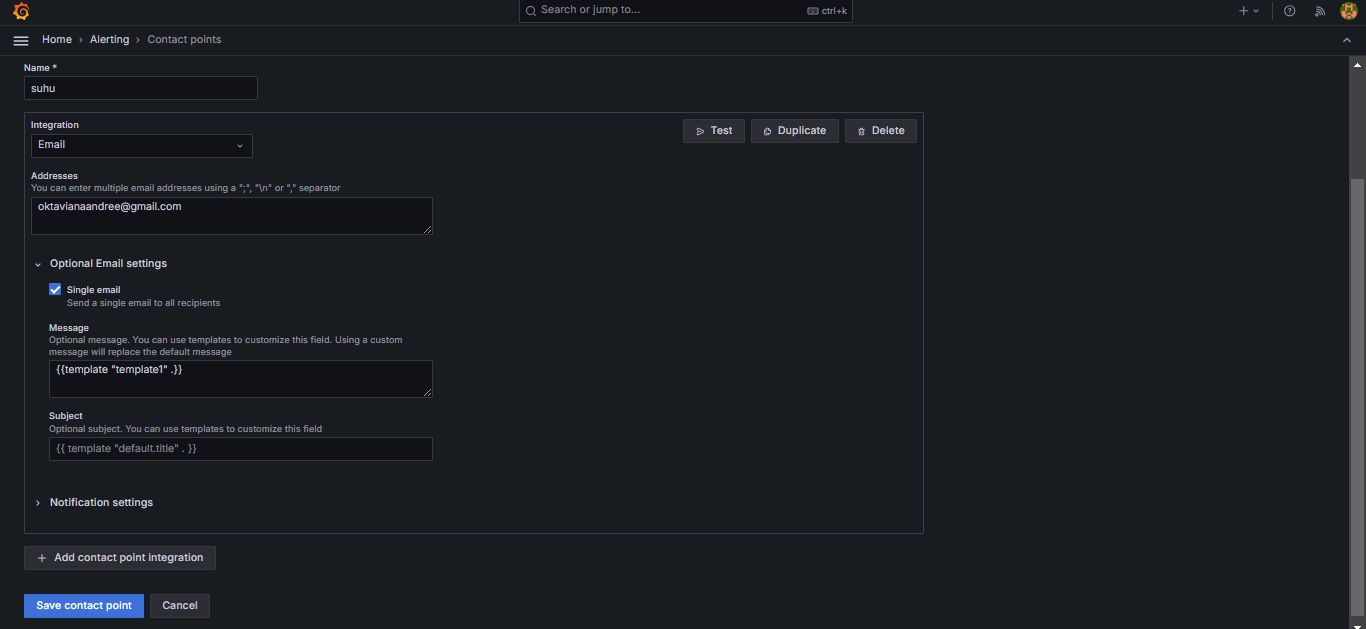 Search or jump to...
ctrl+k
Home › Alerting › Contact points
Name *
suhu
Integration
Email
Test
Duplicate
Delete
Addresses
You can enter multiple email addresses using a ";", "\n" or "," separator
oktavianaandree@gmail.com
Optional Email settings
Single email
Send a single email to all recipients
Message
Optional message. You can use templates to customize this field. Using a custom
message will replace the default message
{{template "template1" .}}
Subject
Optional subject. You can use templates to customize this field
{{ template "default.title" . }}
Notification settings
+ Add contact point integration
Save contact point
Cancel